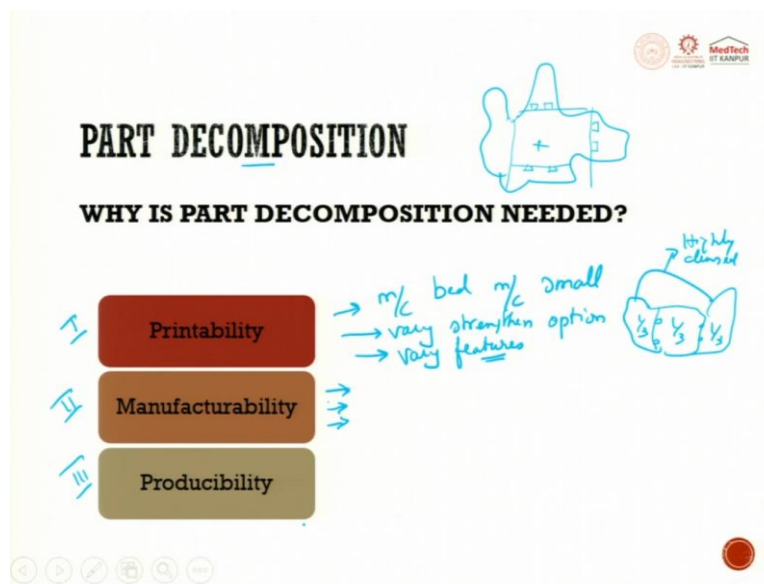 MedTech
IIT KANPUR
PART DECOMPOSITION
WHY IS PART DECOMPOSITION NEEDED?
Highly
I
Printability
→ m/c bed m/c small
→ vary strengthen option
→ vary features
1/3 1/3 1/3
II
Manufacturability
III
Producibility